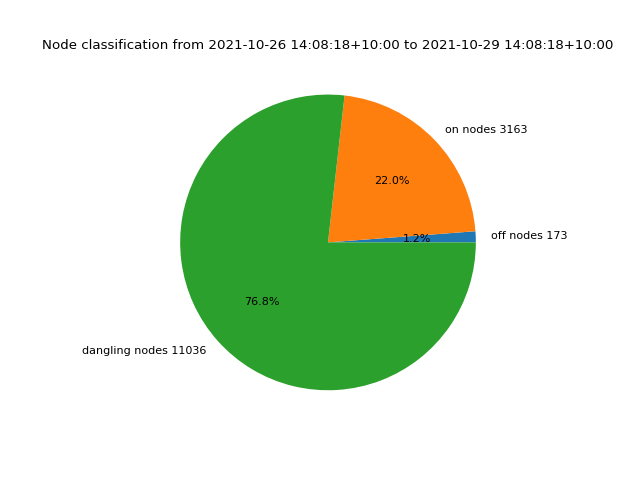 Node classification from 2021-10-26 14:08:18+10:00 to 2021-10-29 14:08:18+10:00
on nodes 3163
22.0%
off nodes 173
1.2%
76.8%
dangling nodes 11036